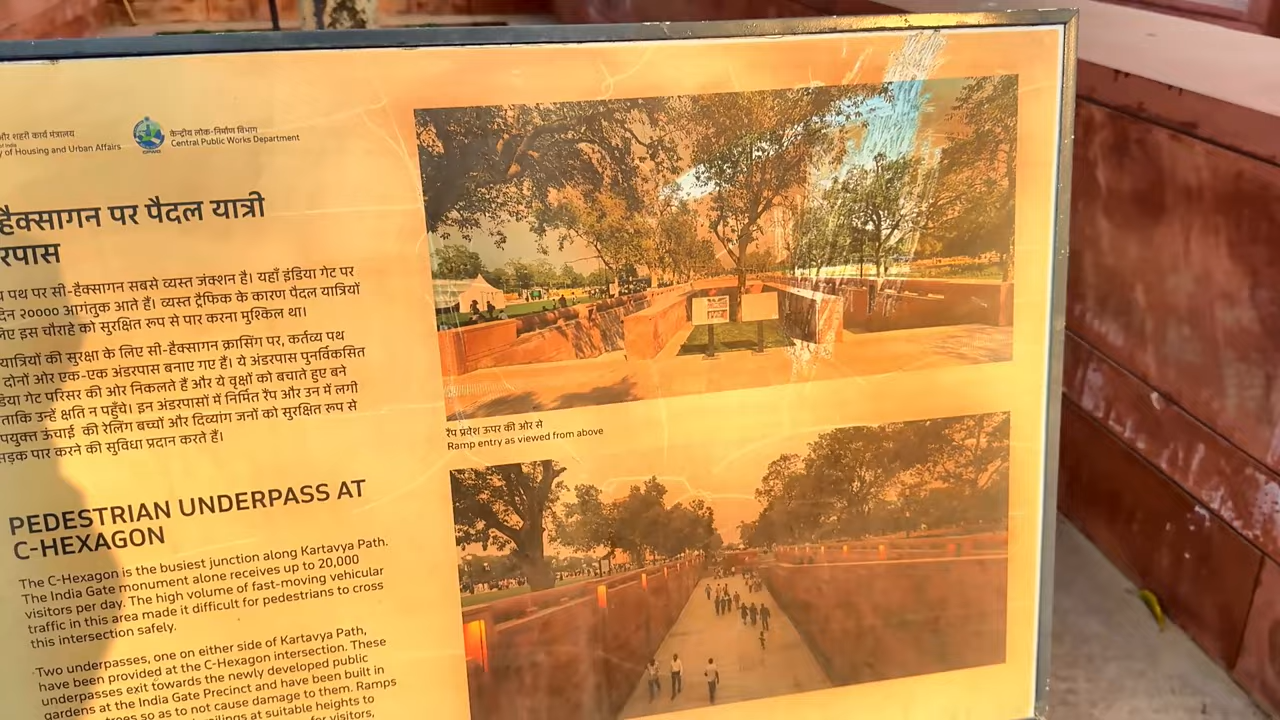 और शहरी कार्य मंत्रालय
of India
of Housing and Urban Affairs
केन्द्रीय लोक-निर्माण विभाग
Central Public Works Department
CPWD
हैक्सागन पर पैदल यात्री
रपास
पथ पर सी-हैक्सागन सबसे व्यस्त जंक्शन है। यहाँ इंडिया गेट पर
२०००० आगंतुक आते हैं। व्यस्त ट्रैफिक के कारण पैदल यात्रियों
इस चौराहे को सुरक्षित रूप से पार करना मुश्किल था।
यात्रियों की सुरक्षा के लिए सी-हैक्सागन क्रासिंग पर, कर्तव्य पथ
दोनों ओर एक-एक अंडरपास बनाए गए हैं। ये अंडरपास पुनर्विकसित
गेट परिसर की ओर निकलते हैं और ये वृक्षों को बचाते हुए बने
ताकि उन्हें क्षति न पहुँचे। इन अंडरपासों में निर्मित रैंप और उन में लगी
पयुक्त ऊंचाई की रेलिंग बच्चों और दिव्यांग जनों को सुरक्षित रूप से
सड़क पार करने की सुविधा प्रदान करते हैं।
PEDESTRIAN UNDERPASS AT
C-HEXAGON
The C-Hexagon is the busiest junction along Kartavya Path.
The India Gate monument alone receives up to 20,000
visitors per day. The high volume of fast-moving vehicular
traffic in this area made it difficult for pedestrians to cross
this intersection safely.
Two underpasses, one on either side of Kartavya Path,
have been provided at the C-Hexagon intersection. These
underpasses exit towards the newly developed public
gardens at the India Gate Precinct and have been built in
trees so as to not cause damage to them. Ramps
railings at suitable heights to
for visitors,
रैंप प्रवेश ऊपर की ओर से
Ramp entry as viewed from above